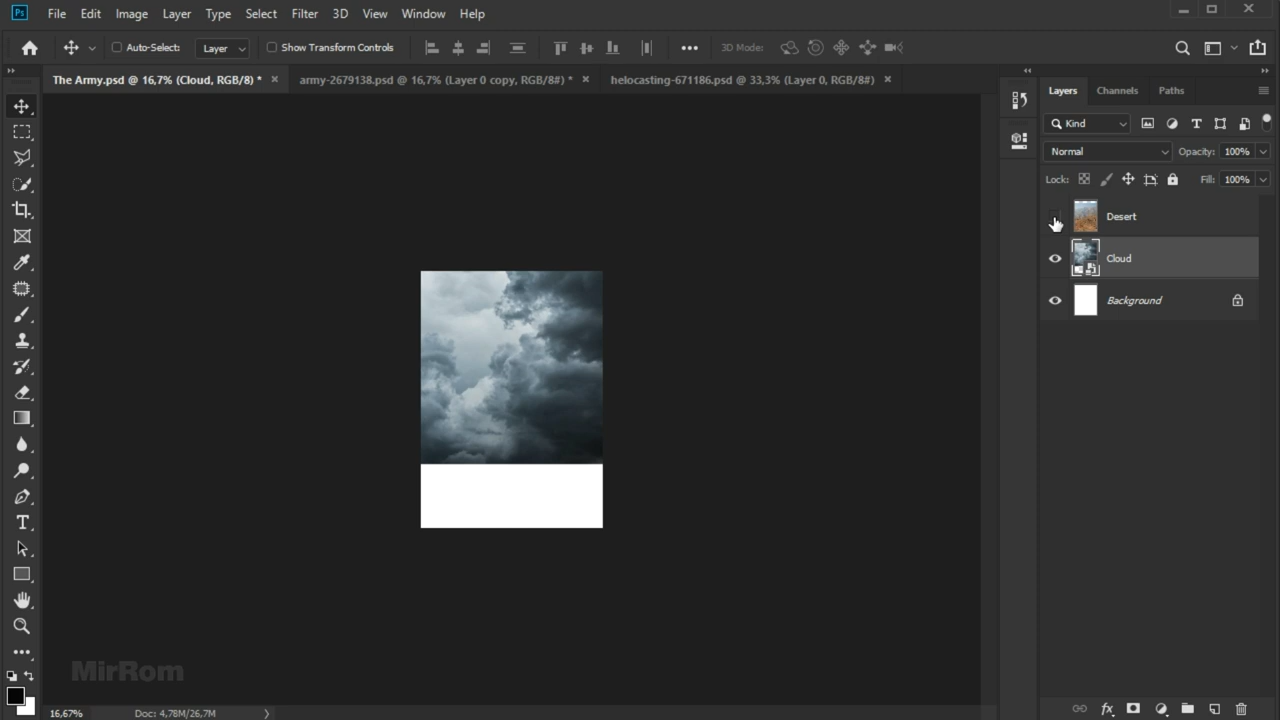 Ps File Edit Image Layer Type Select Filter 3D View Window Help
Auto-Select: Layer Show Transform Controls 3D Mode:
The Army.psd @ 16,7% (Cloud, RGB/8) * army-2679138.psd @ 16,7% (Layer 0 copy, RGB/8#) * helocasting-671186.psd @ 33,3% (Layer 0, RGB/8#)
Layers Channels Paths
Kind
Normal Opacity: 100%
Lock: Fill: 100%
Desert
Cloud
Background
MirRom
16,67% Doc: 4,78M/26,7M